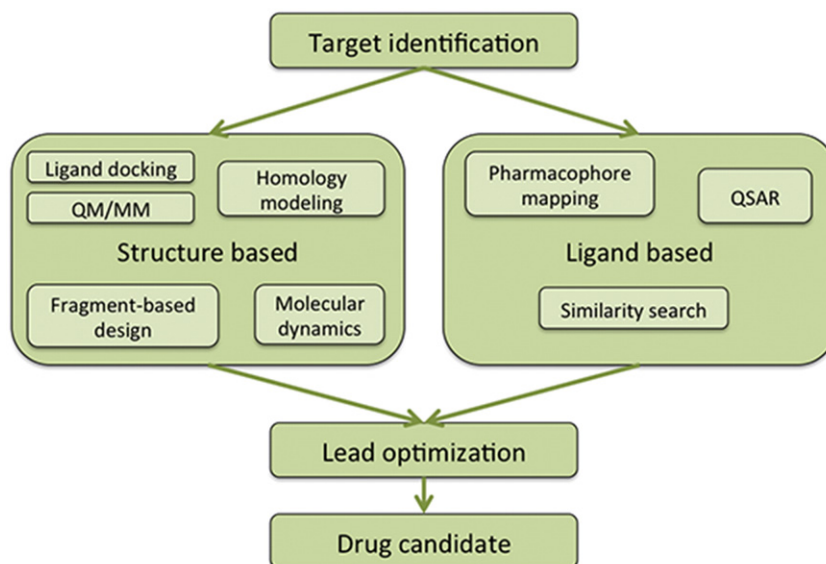 Target identification
Ligand docking
QM/MM
Homology
modeling
Structure based
Fragment-based
design
Molecular
dynamics
Pharmacophore
mapping
QSAR
Ligand based
Similarity search
Lead optimization
Drug candidate